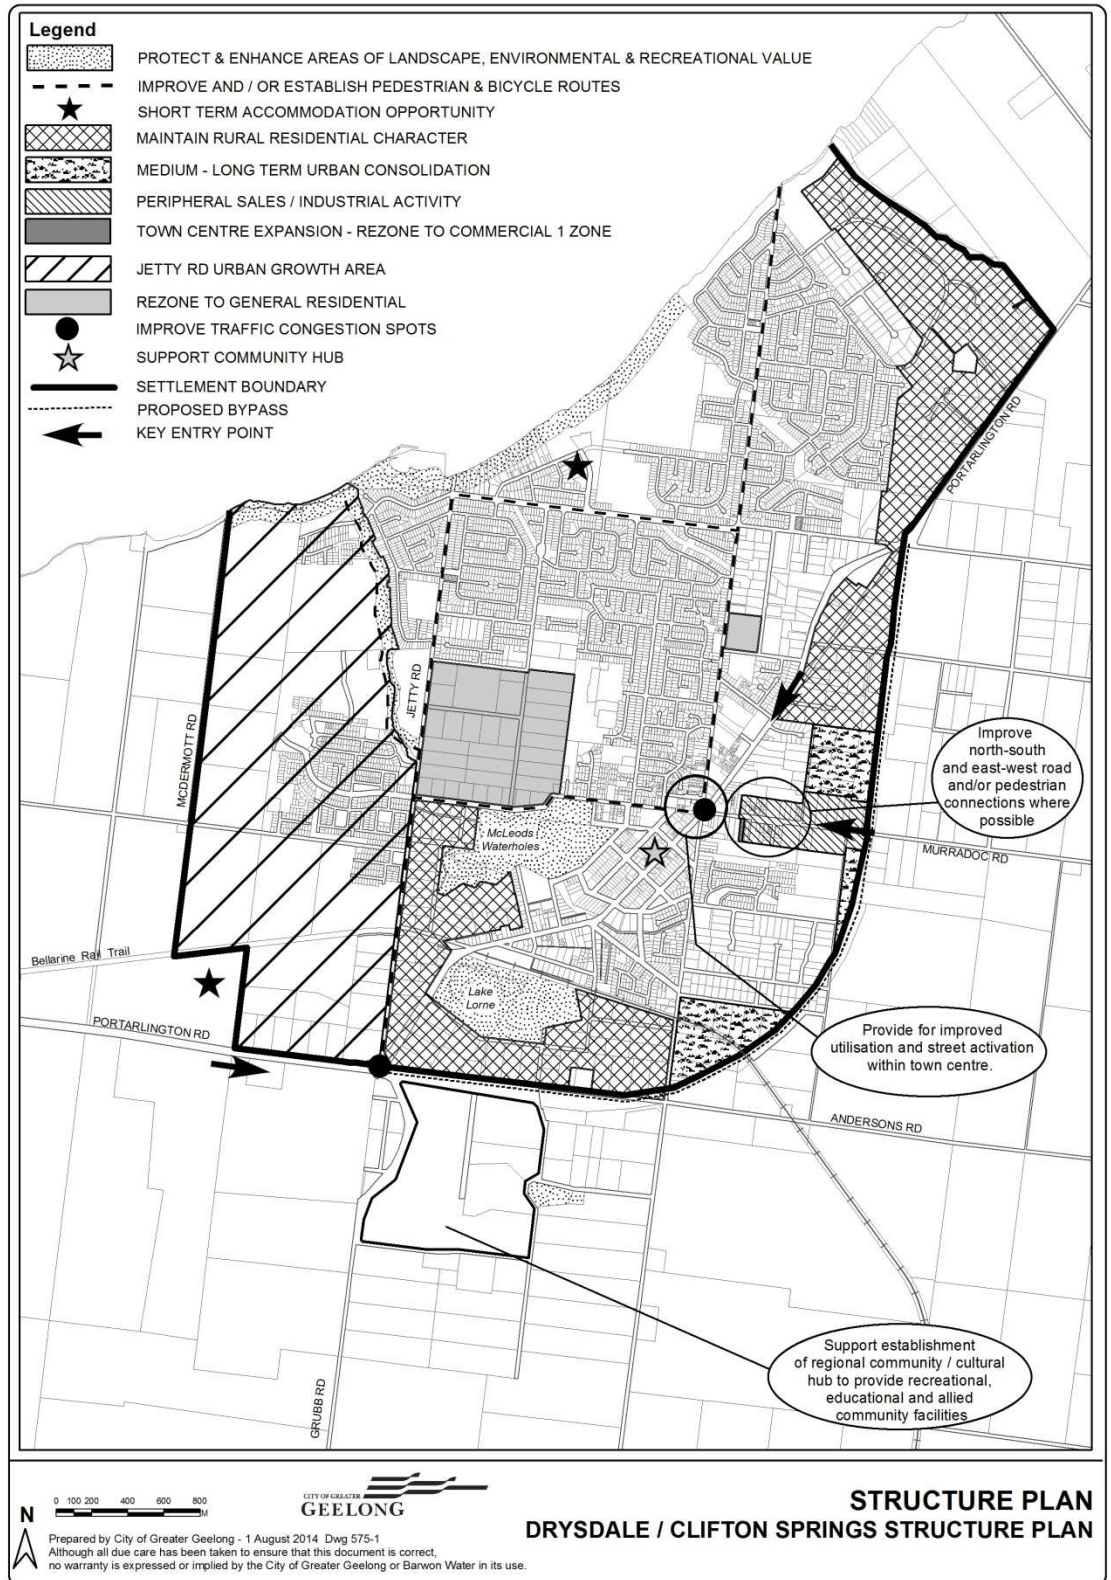 Legend
PROTECT & ENHANCE AREAS OF LANDSCAPE, ENVIRONMENTAL & RECREATIONAL VALUE
IMPROVE AND / OR ESTABLISH PEDESTRIAN & BICYCLE ROUTES
SHORT TERM ACCOMMODATION OPPORTUNITY
MAINTAIN RURAL RESIDENTIAL CHARACTER
MEDIUM - LONG TERM URBAN CONSOLIDATION
PERIPHERAL SALES / INDUSTRIAL ACTIVITY
TOWN CENTRE EXPANSION - REZONE TO COMMERCIAL 1 ZONE
JETTY RD URBAN GROWTH AREA
REZONE TO GENERAL RESIDENTIAL
IMPROVE TRAFFIC CONGESTION SPOTS
SUPPORT COMMUNITY HUB
SETTLEMENT BOUNDARY
PROPOSED BYPASS
KEY ENTRY POINT
PORTARLINGTON RD
JETTY RD
MCDERMOTT RD
Improve
north-south
and east-west road
and/or pedestrian
connections where
possible
McLeods
Waterholes
MURRADOC RD
Bellarine Rail Trail
Lake
Lorne
PORTARLINGTON RD
Provide for improved
utilisation and street activation
within town centre.
ANDERSONS RD
Support establishment
of regional community / cultural
hub to provide recreational,
educational and allied
community facilities
GRUBB RD
N
0 100 200 400 600 800
M
CITY OF GREATER
GEELONG
STRUCTURE PLAN
DRYSDALE / CLIFTON SPRINGS STRUCTURE PLAN
Prepared by City of Greater Geelong - 1 August 2014 Dwg 575-1
Although all due care has been taken to ensure that this document is correct,
no warranty is expressed or implied by the City of Greater Geelong or Barwon Water in its use.